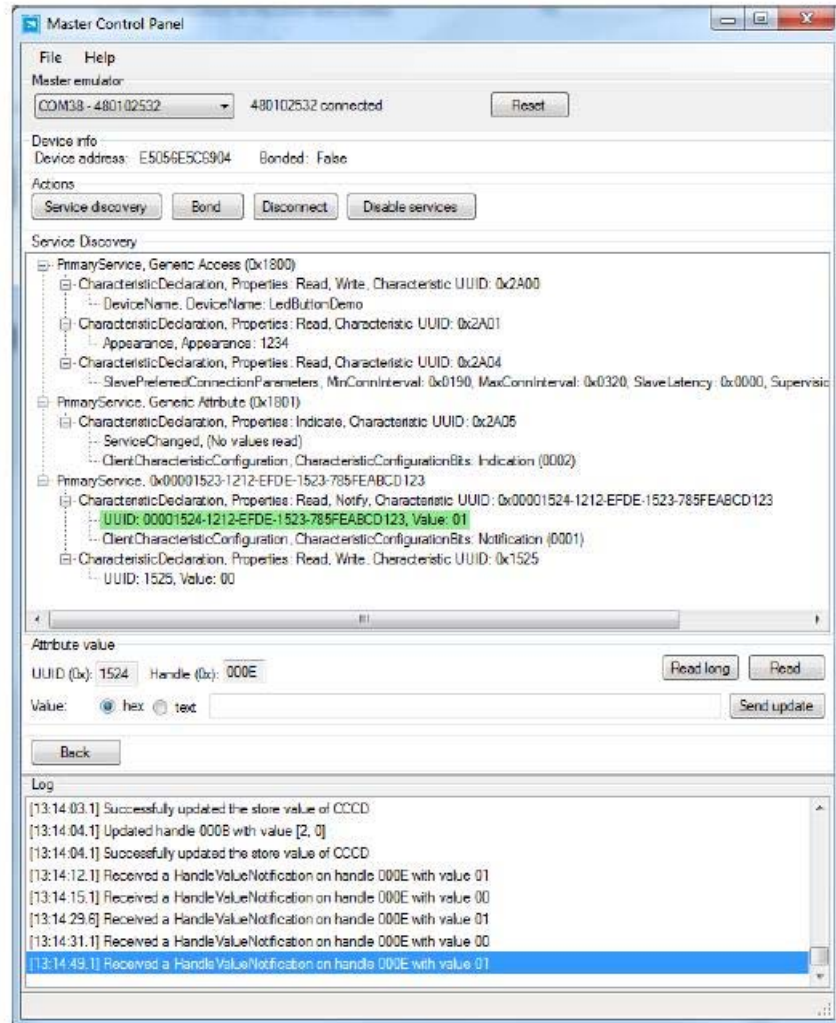 Master Control Panel
File Help
Master emulator
COM38 - 480102532 480102532 connected Reset
Device info
Device address: E5056E5C6904 Bonded: False
Actions
Service discovery Bond Disconnect Disable services
Service Discovery
PrimaryService, Generic Access (0x1800)
CharacteristicDeclaration, Properties: Read, Write, Characteristic UUID: 0x2A00
DeviceName, DeviceName: LedButtonDemo
CharacteristicDeclaration, Properties: Read, Characteristic UUID: 0x2A01
Appearance, Appearance: 1234
CharacteristicDeclaration, Properties: Read, Characteristic UUID: 0x2A04
SlavePreferredConnectionParameters, MinConnInterval: 0x0190, MaxConnInterval: 0x0320, SlaveLatency: 0x0000, Supervisic
PrimaryService, Generic Attribute (0x1801)
CharacteristicDeclaration, Properties: Indicate, Characteristic UUID: 0x2A05
ServiceChanged, (No values read)
ClientCharacteristicConfiguration, CharacteristicConfigurationBits: Indication (0002)
PrimaryService, 0x00001523-1212-EFDE-1523-785FEABCD123
CharacteristicDeclaration, Properties: Read, Notify, Characteristic UUID: 0x00001524-1212-EFDE-1523-785FEABCD123
UUID: 00001524-1212-EFDE-1523-785FEABCD123, Value: 01
ClientCharacteristicConfiguration, CharacteristicConfigurationBits: Notification (0001)
CharacteristicDeclaration, Properties: Read, Write, Characteristic UUID: 0x1525
UUID: 1525, Value: 00
Attribute value
UUID (0x): 1524 Handle (0x): 000E Read long Read
Value: hex text Send update
Back
Log
[13:14:03.1] Successfully updated the store value of CCCD
[13:14:04.1] Updated handle 000B with value [2, 0]
[13:14:04.1] Successfully updated the store value of CCCD
[13:14:12.1] Received a HandleValueNotification on handle 000E with value 01
[13:14:15.1] Received a HandleValueNotification on handle 000E with value 00
[13:14:29.6] Received a HandleValueNotification on handle 000E with value 01
[13:14:31.1] Received a HandleValueNotification on handle 000E with value 00
[13:14:49.1] Received a HandleValueNotification on handle 000E with value 01